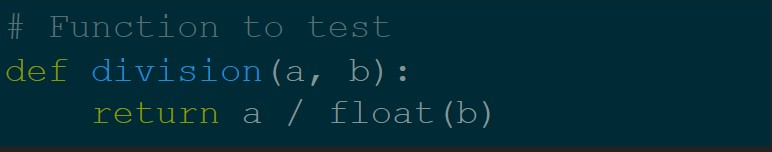 # Function to test
def division(a, b):
    return a / float(b)